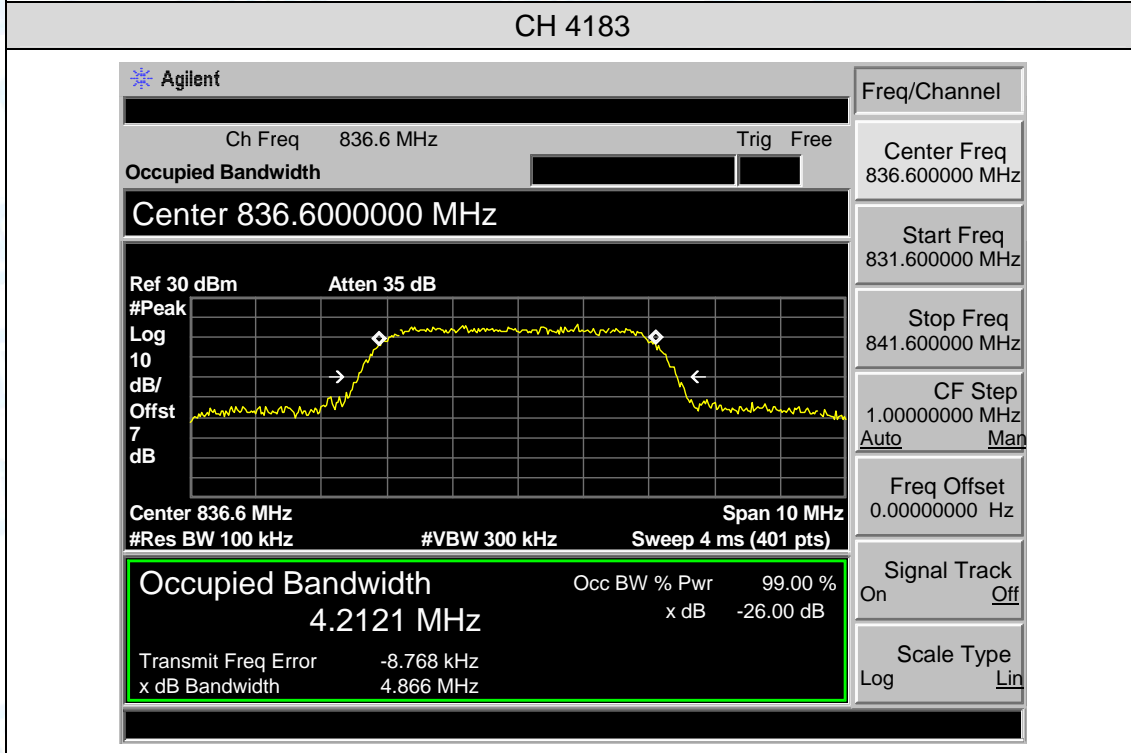 CH 4183
Agilent
Ch Freq 836.6 MHz Trig Free
Occupied Bandwidth
Center 836.6000000 MHz
Ref 30 dBm Atten 35 dB
#Peak
Log
10
dB/
Offst
7
dB
Center 836.6 MHz Span 10 MHz
#Res BW 100 kHz #VBW 300 kHz Sweep 4 ms (401 pts)
Occupied Bandwidth Occ BW % Pwr 99.00 %
4.2121 MHz x dB -26.00 dB
Transmit Freq Error -8.768 kHz
x dB Bandwidth 4.866 MHz
Freq/Channel
Center Freq
836.600000 MHz
Start Freq
831.600000 MHz
Stop Freq
841.600000 MHz
CF Step
1.00000000 MHz
Auto Man
Freq Offset
0.00000000 Hz
Signal Track
On Off
Scale Type
Log Lin